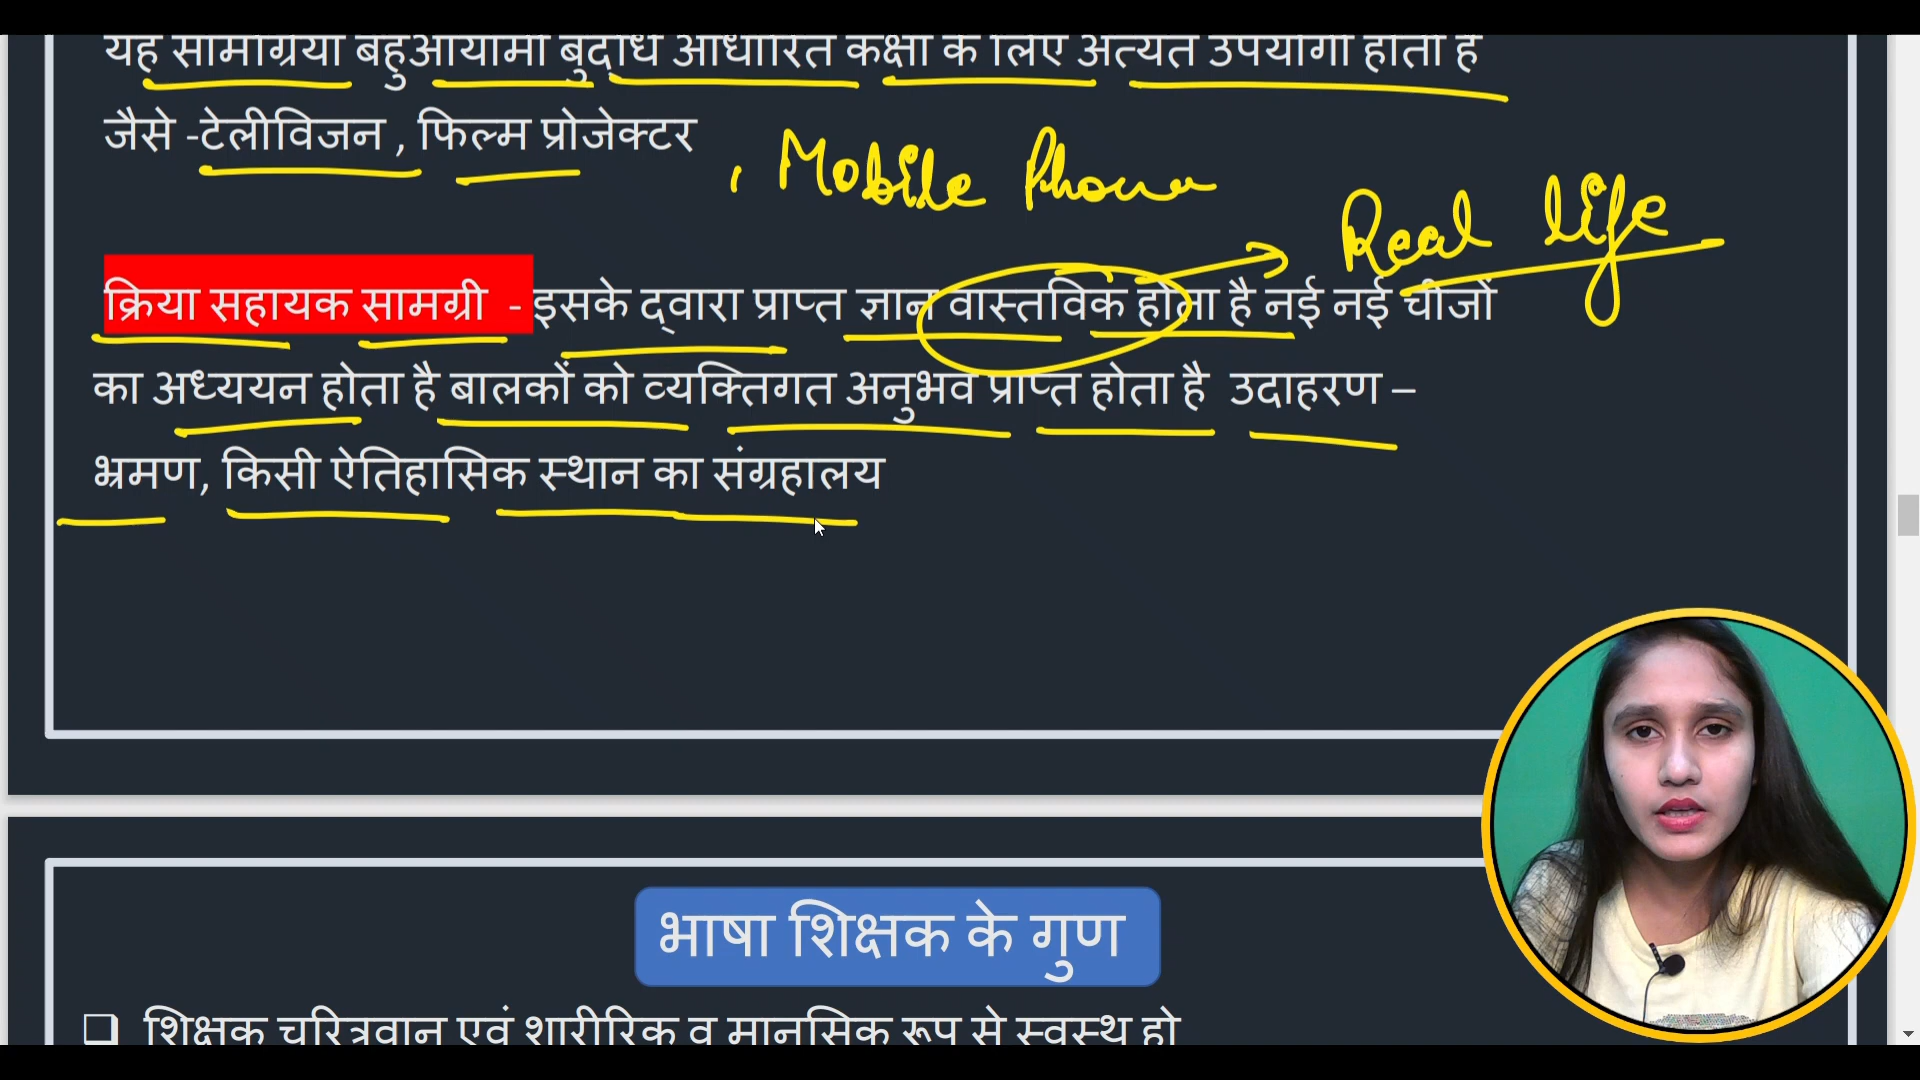 यह सामग्रियां बहुआयामी बुद्धि आधारित कक्षा के लिए अत्यंत उपयोगी होती है
जैसे -टेलीविजन , फिल्म प्रोजेक्टर , Mobile Phone
Real life
क्रिया सहायक सामग्री - इसके द्वारा प्राप्त ज्ञान वास्तविक होता है नई नई चीजों
का अध्ययन होता है बालकों को व्यक्तिगत अनुभव प्राप्त होता है उदाहरण –
भ्रमण, किसी ऐतिहासिक स्थान का संग्रहालय
भाषा शिक्षक के गुण
❑ शिक्षक चरित्रवान एवं शारीरिक व मानसिक रूप से स्वस्थ हो